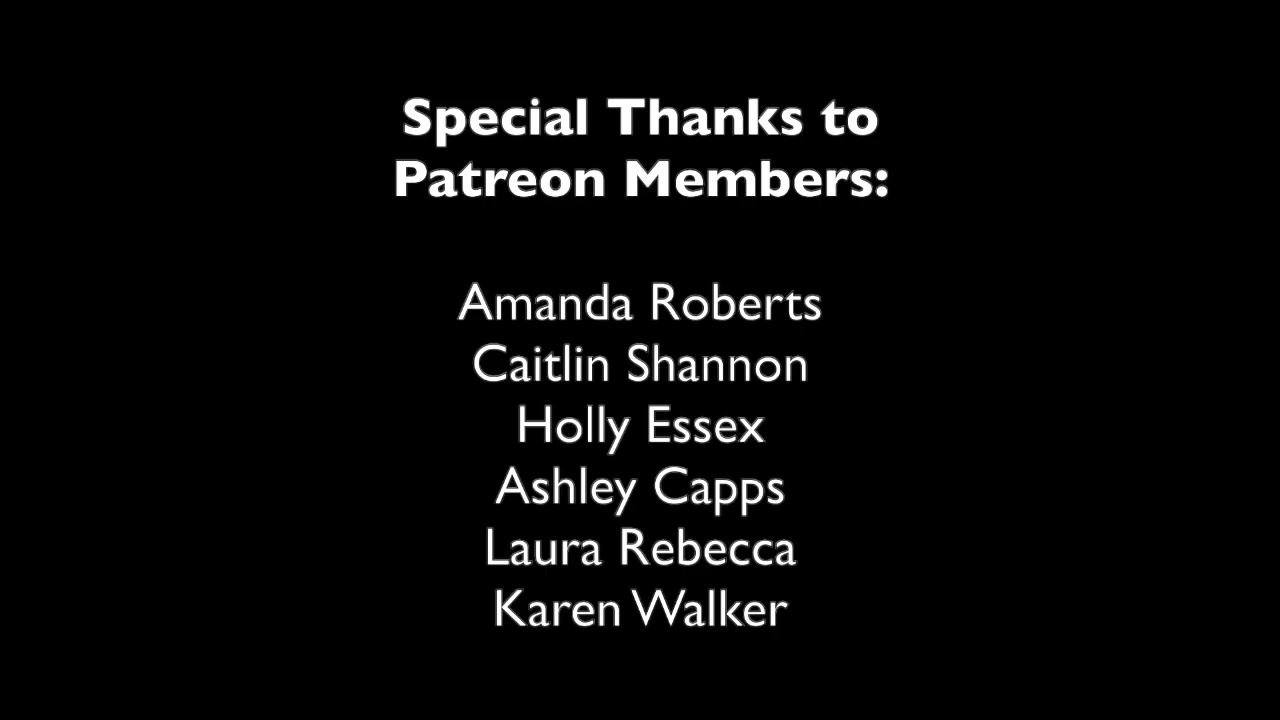 Special Thanks to
Patreon Members:
Amanda Roberts
Caitlin Shannon
Holly Essex
Ashley Capps
Laura Rebecca
Karen Walker